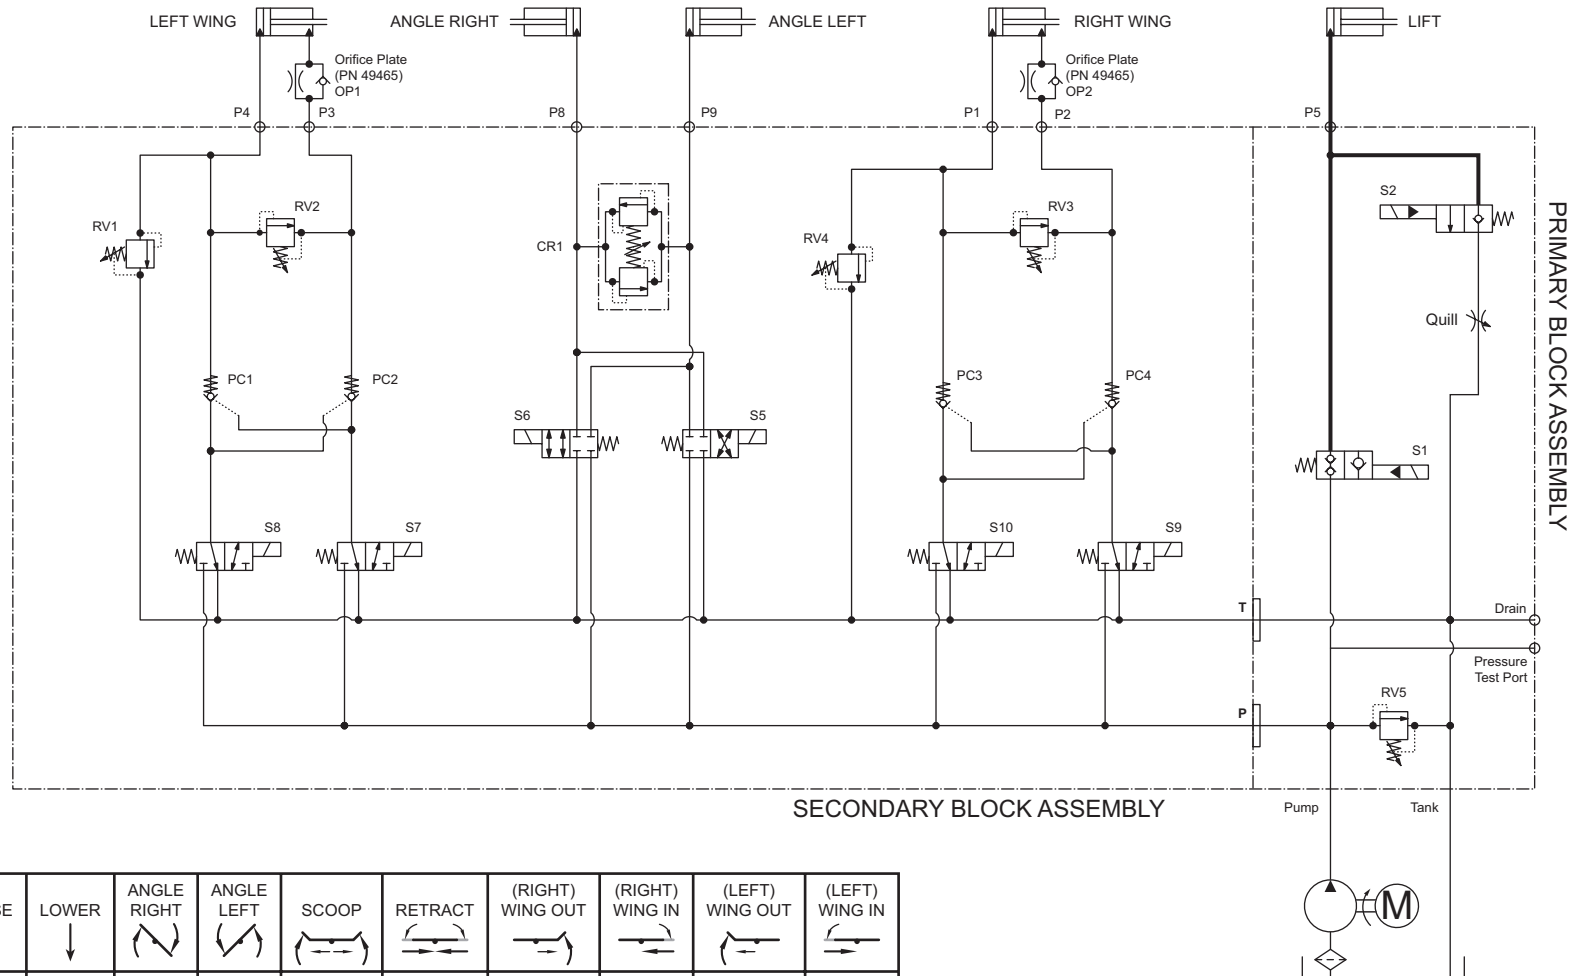 LEFT WING
ANGLE RIGHT
ANGLE LEFT
RIGHT WING
LIFT
Orifice Plate
(PN 49465)
OP1
Orifice Plate
(PN 49465)
OP2
P4
P3
P8
P9
P1
P2
P5
S2
RV2
RV3
RV1
CR1
RV4
Quill
PRIMARY BLOCK ASSEMBLY
PC1
PC2
PC3
PC4
S6
S5
S1
S8
S7
S10
S9
T
Drain
Pressure
Test Port
RV5
P
SECONDARY BLOCK ASSEMBLY
Pump
Tank
M
LOWER
ANGLE
RIGHT
ANGLE
LEFT
SCOOP
RETRACT
(RIGHT)
WING OUT
(RIGHT)
WING IN
(LEFT)
WING OUT
(LEFT)
WING IN